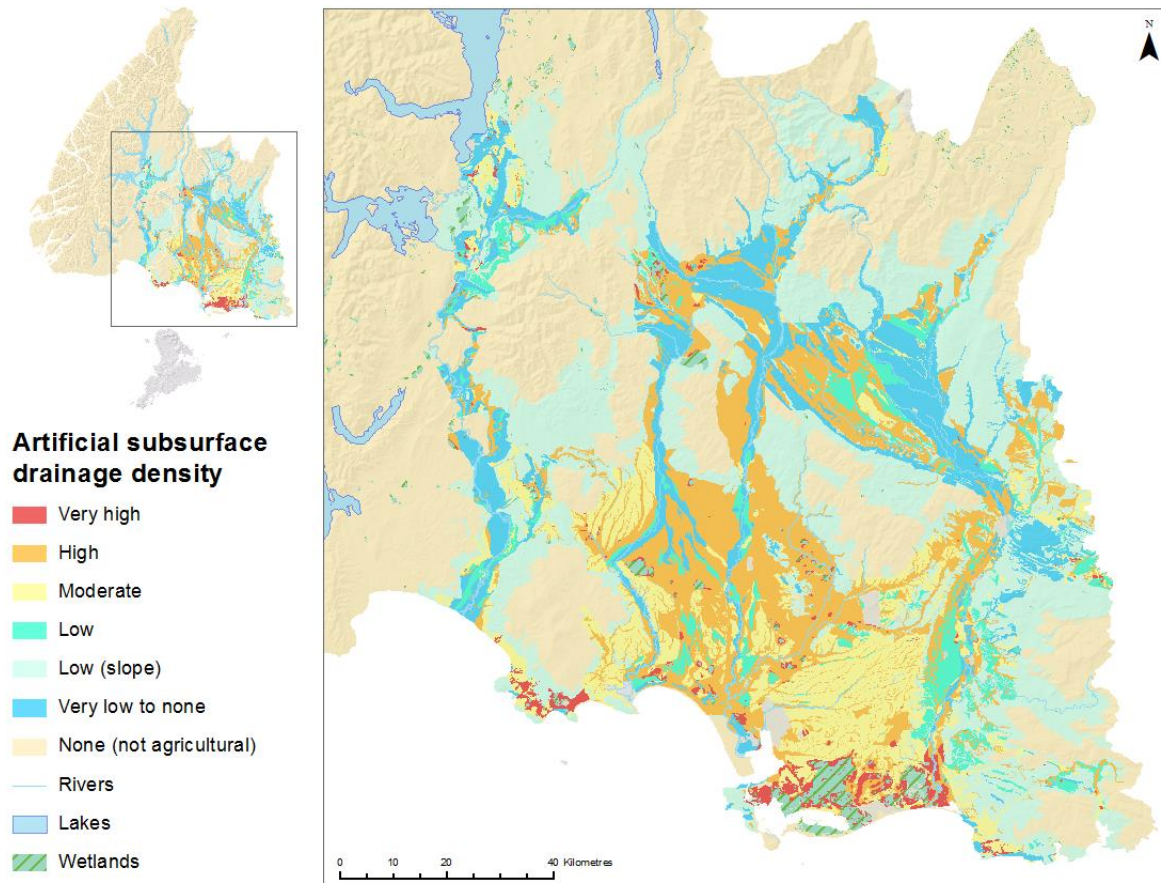 N
Artificial subsurface
drainage density
Very high
High
Moderate
Low
Low (slope)
Very low to none
None (not agricultural)
Rivers
Lakes
Wetlands
0 10 20 40 Kilometres